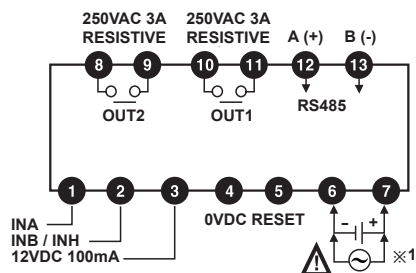 250VAC 3A 250VAC 3A
RESISTIVE RESISTIVE A (+) B (-)
8 9 10 11 12 13
OUT2 OUT1 RS485
1 2 3 4 5 6 7
INA 0VDC RESET - +
INB / INH
12VDC 100mA ※1